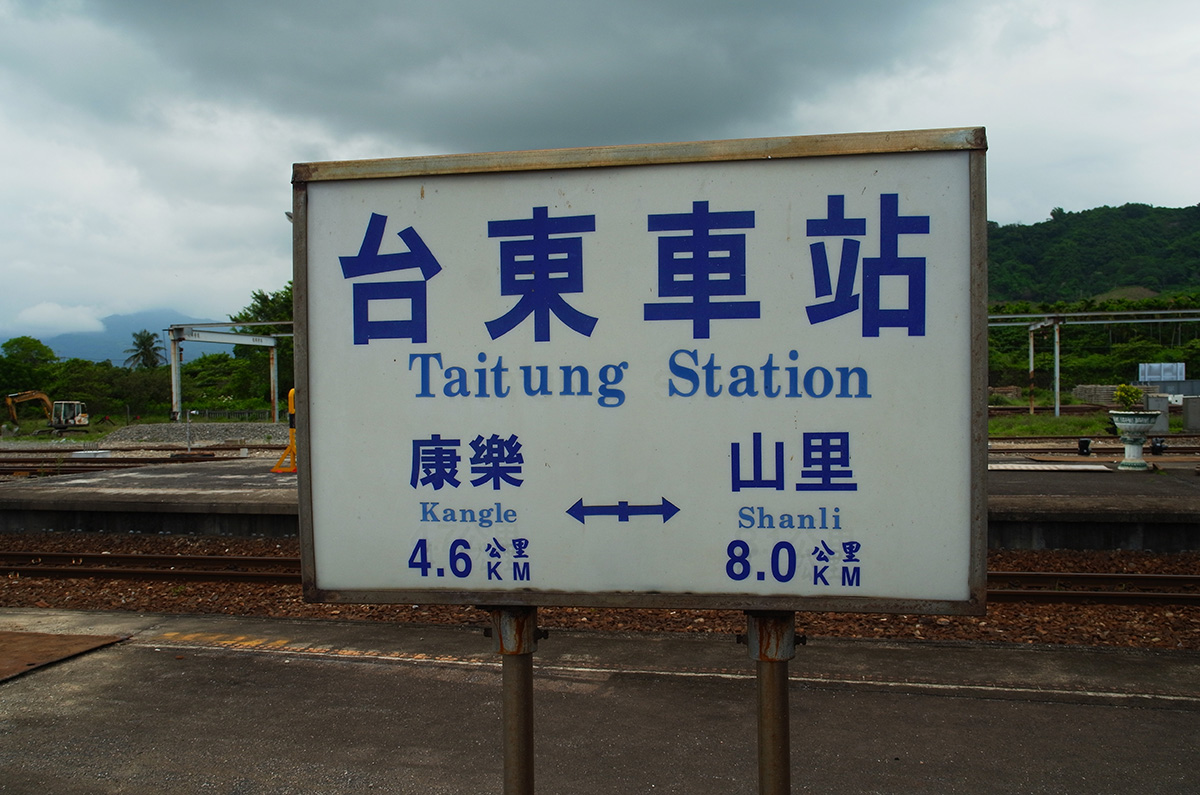 台東車站
Taitung Station
康樂 山里
Kangle Shanli
4.6 公里 KM 8.0 公里 KM